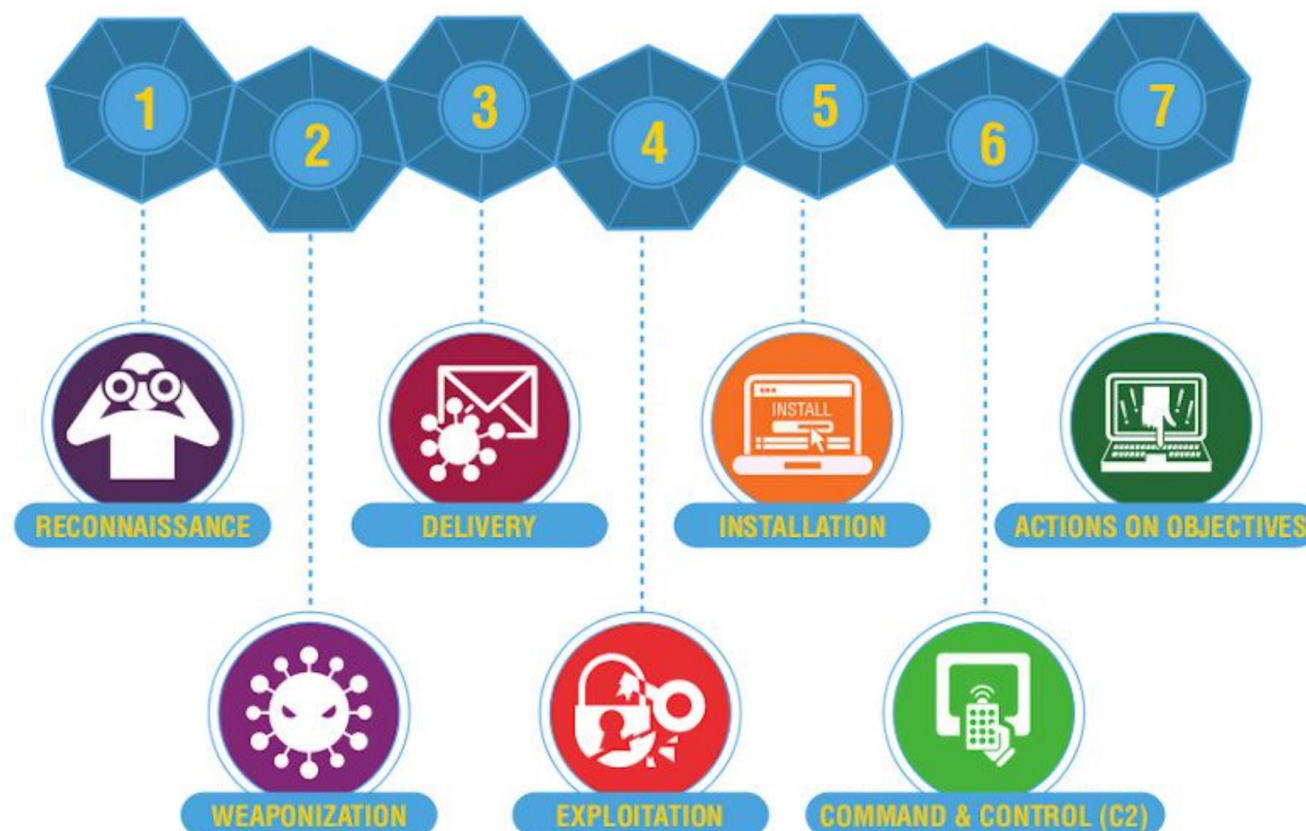 1
2
3
4
5
6
7
RECONNAISSANCE
DELIVERY
INSTALL
INSTALLATION
ACTIONS ON OBJECTIVES
WEAPONIZATION
EXPLOITATION
COMMAND & CONTROL (C2)